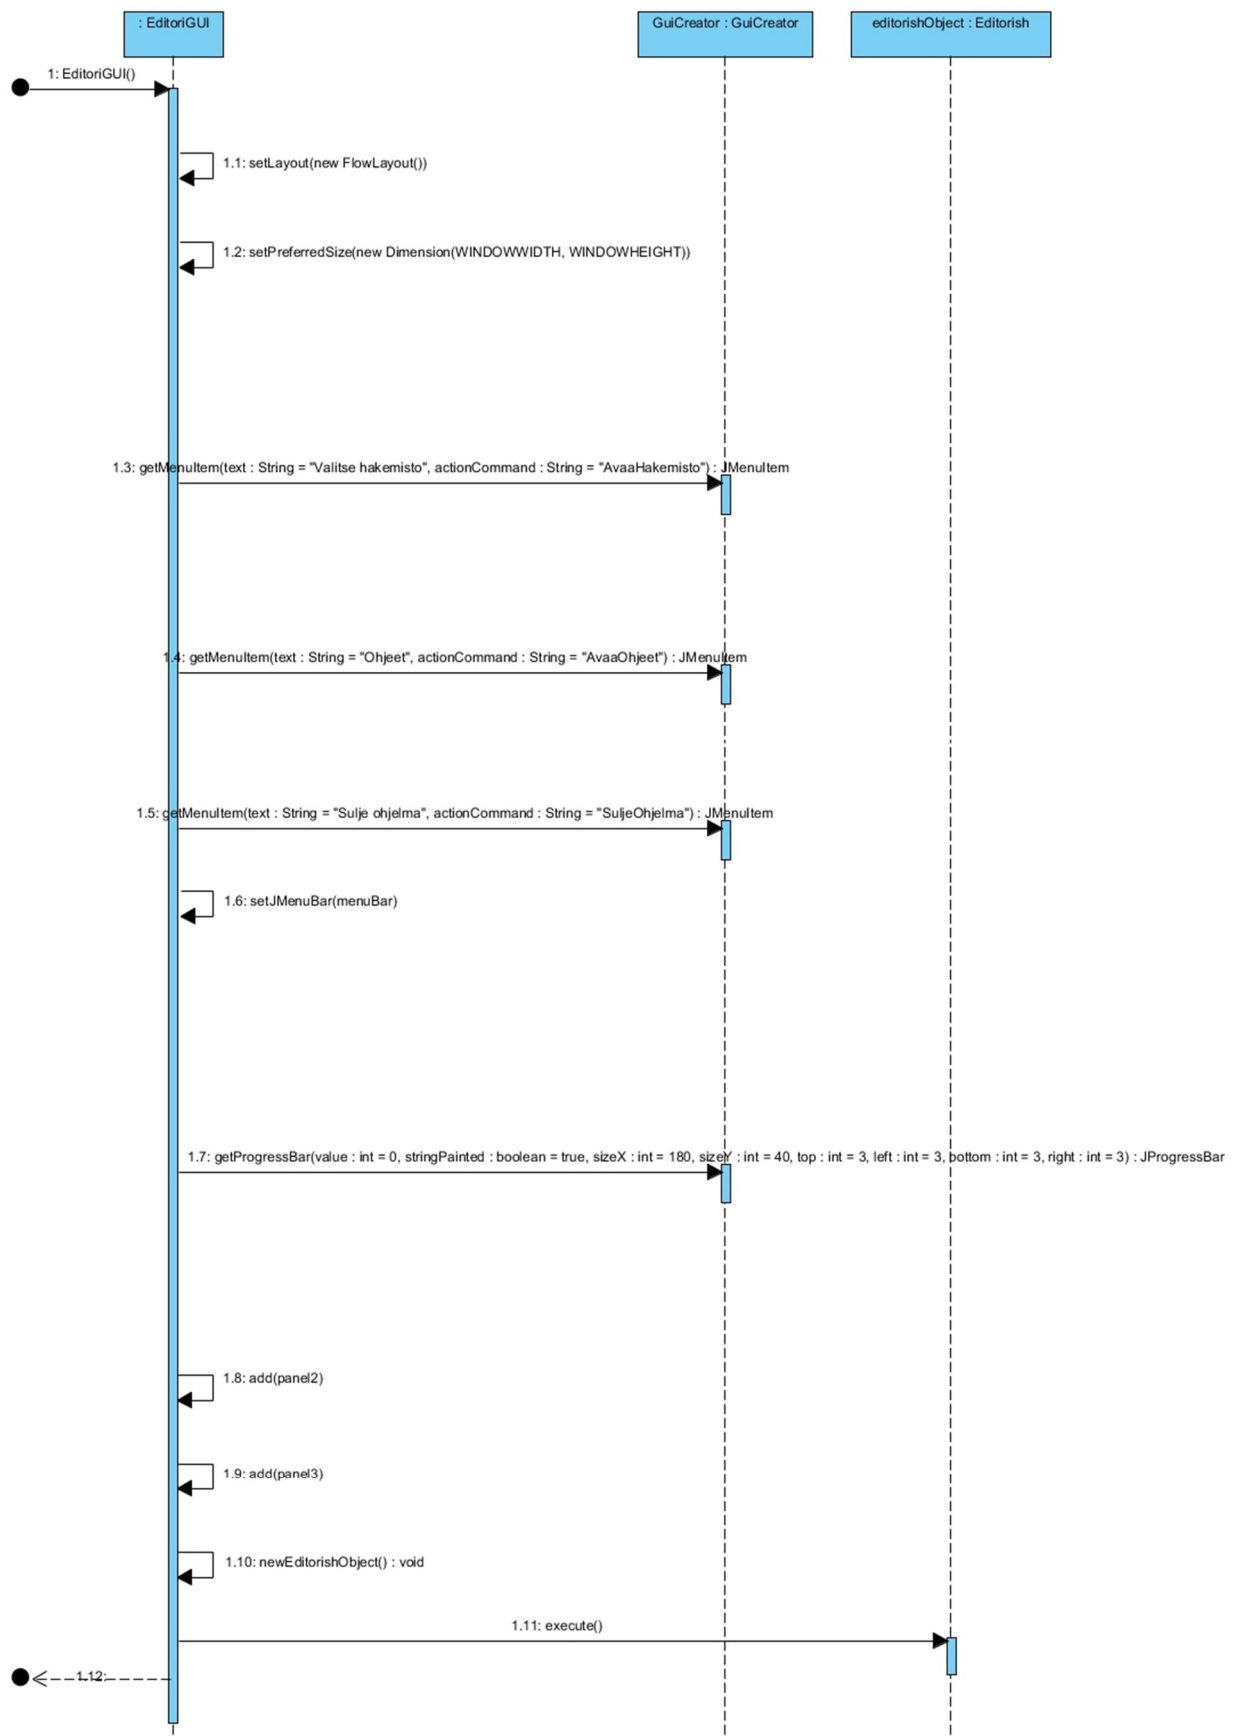 : EditoriGUI
GuiCreator : GuiCreator
editorishObject : Editorish
1: EditoriGUI()
1.1: setLayout(new FlowLayout())
1.2: setPreferredSize(new Dimension(WINDOWWIDTH, WINDOWHEIGHT))
1.3: getMenuItem(text : String = "Valitse hakemisto", actionCommand : String = "AvaaHakemisto") : JMenuItem
1.4: getMenuItem(text : String = "Ohjeet", actionCommand : String = "AvaaOhjeet") : JMenuItem
1.5: getMenuItem(text : String = "Sulje ohjelma", actionCommand : String = "SuljeOhjelma") : JMenuItem
1.6: setJMenuBar(menuBar)
1.7: getProgressBar(value : int = 0, stringPainted : boolean = true, sizeX : int = 180, sizeY : int = 40, top : int = 3, left : int = 3, bottom : int = 3, right : int = 3) : JProgressBar
1.8: add(panel2)
1.9: add(panel3)
1.10: newEditorishObject() : void
1.11: execute()
1.12: